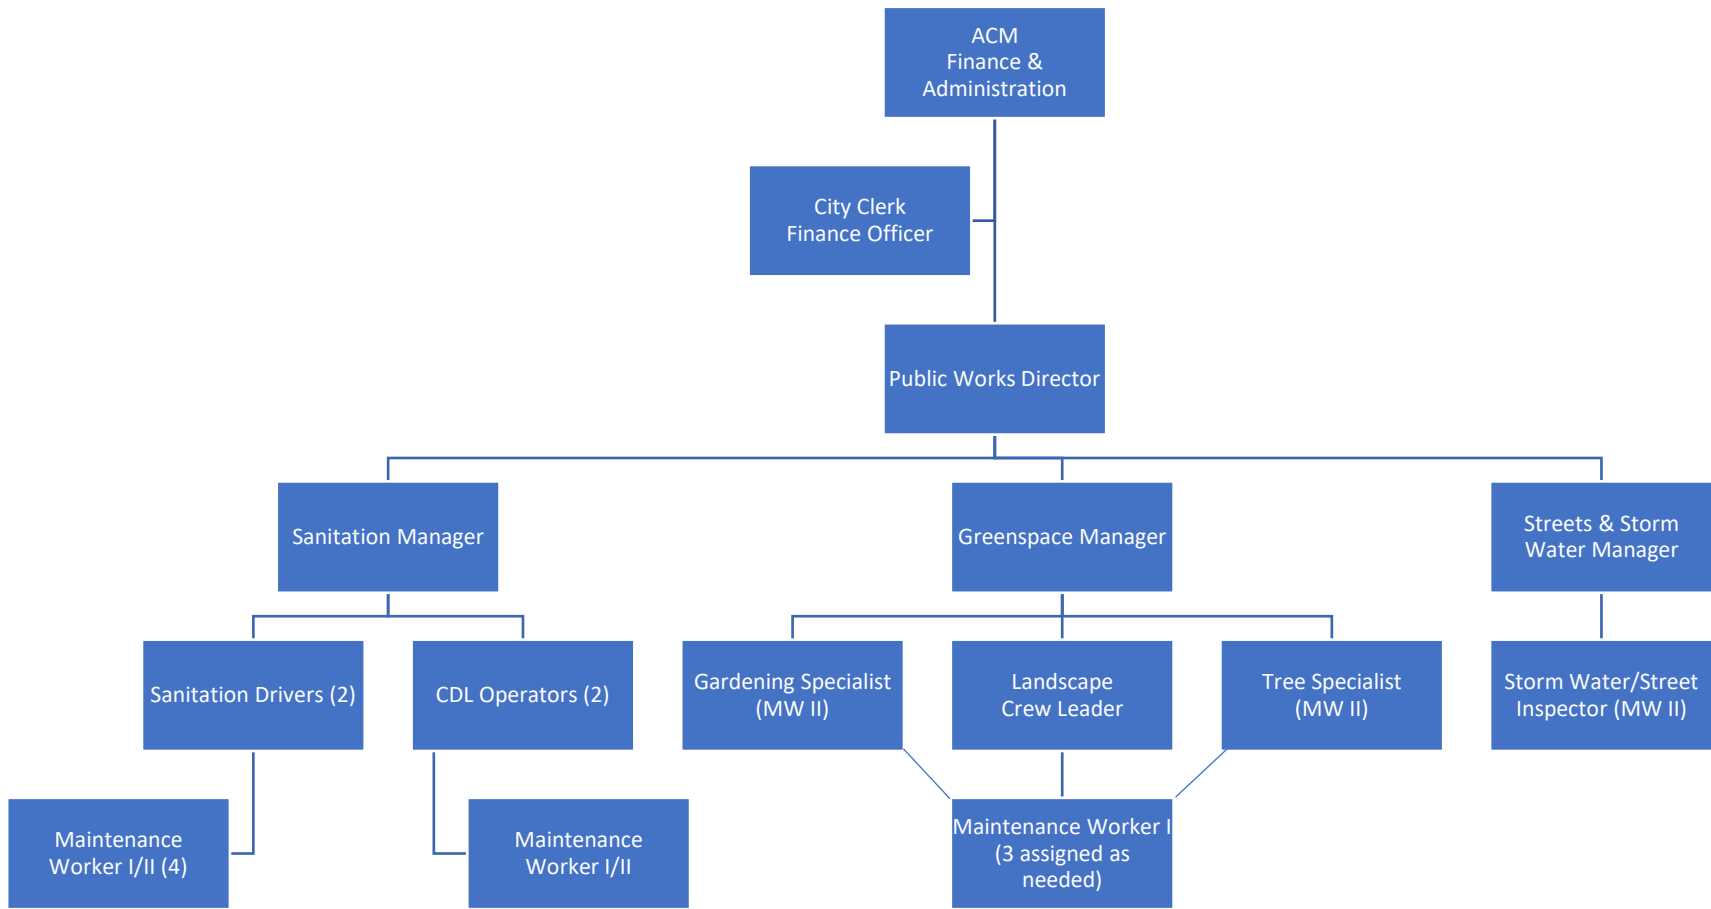 ACM
Finance &
Administration
City Clerk
Finance Officer
Public Works Director
Sanitation Manager
Greenspace Manager
Streets & Storm
Water Manager
Sanitation Drivers (2)
CDL Operators (2)
Gardening Specialist
(MW II)
Landscape
Crew Leader
Tree Specialist
(MW II)
Storm Water/Street
Inspector (MW II)
Maintenance
Worker I/II (4)
Maintenance
Worker I/II
Maintenance Worker I
(3 assigned as
needed)